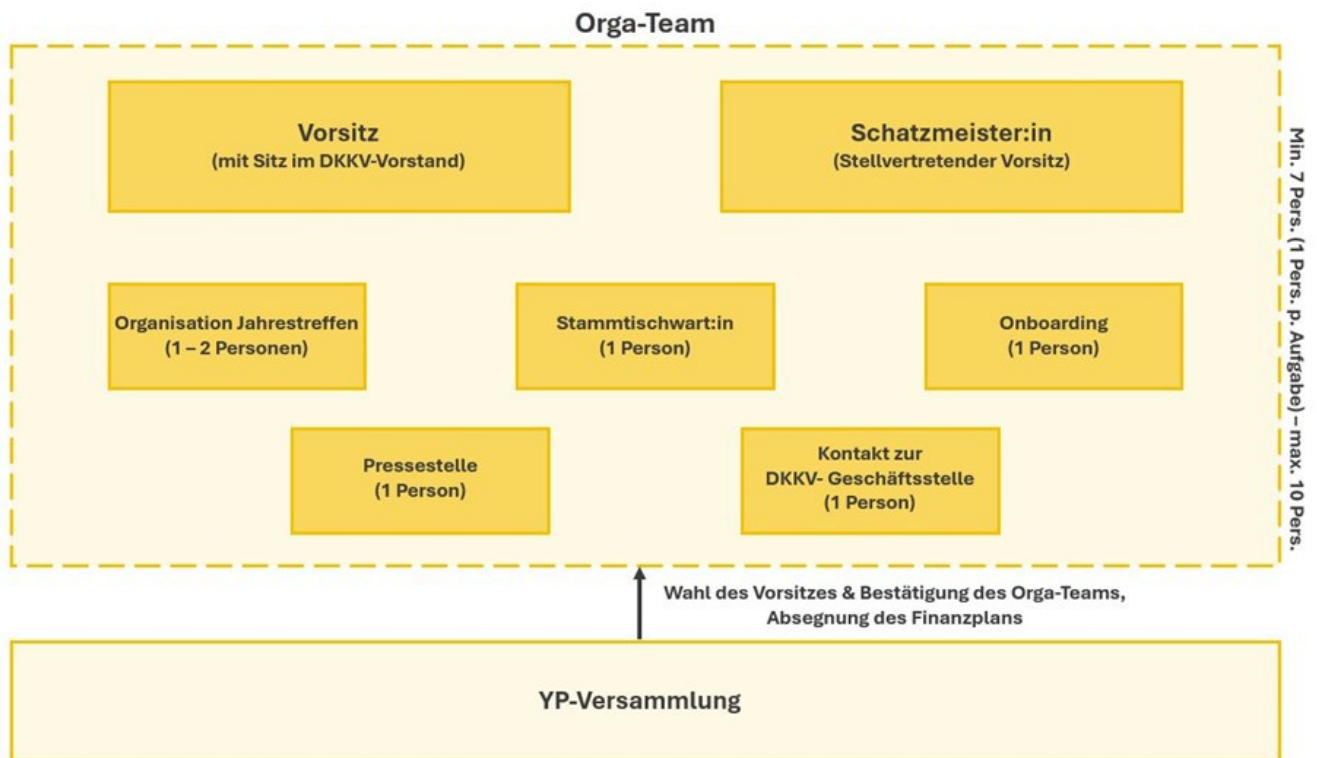 Orga-Team
Vorsitz
(mit Sitz im DKKV-Vorstand)
Schatzmeister:in
(Stellvertretender Vorsitz)
Organisation Jahrestreffen
(1 – 2 Personen)
Stammtischwart:in
(1 Person)
Onboarding
(1 Person)
Pressestelle
(1 Person)
Kontakt zur
DKKV- Geschäftsstelle
(1 Person)
Min. 7 Pers. (1 Pers. p. Aufgabe) – max. 10 Pers.
Wahl des Vorsitzes & Bestätigung des Orga-Teams,
Absegnung des Finanzplans
YP-Versammlung